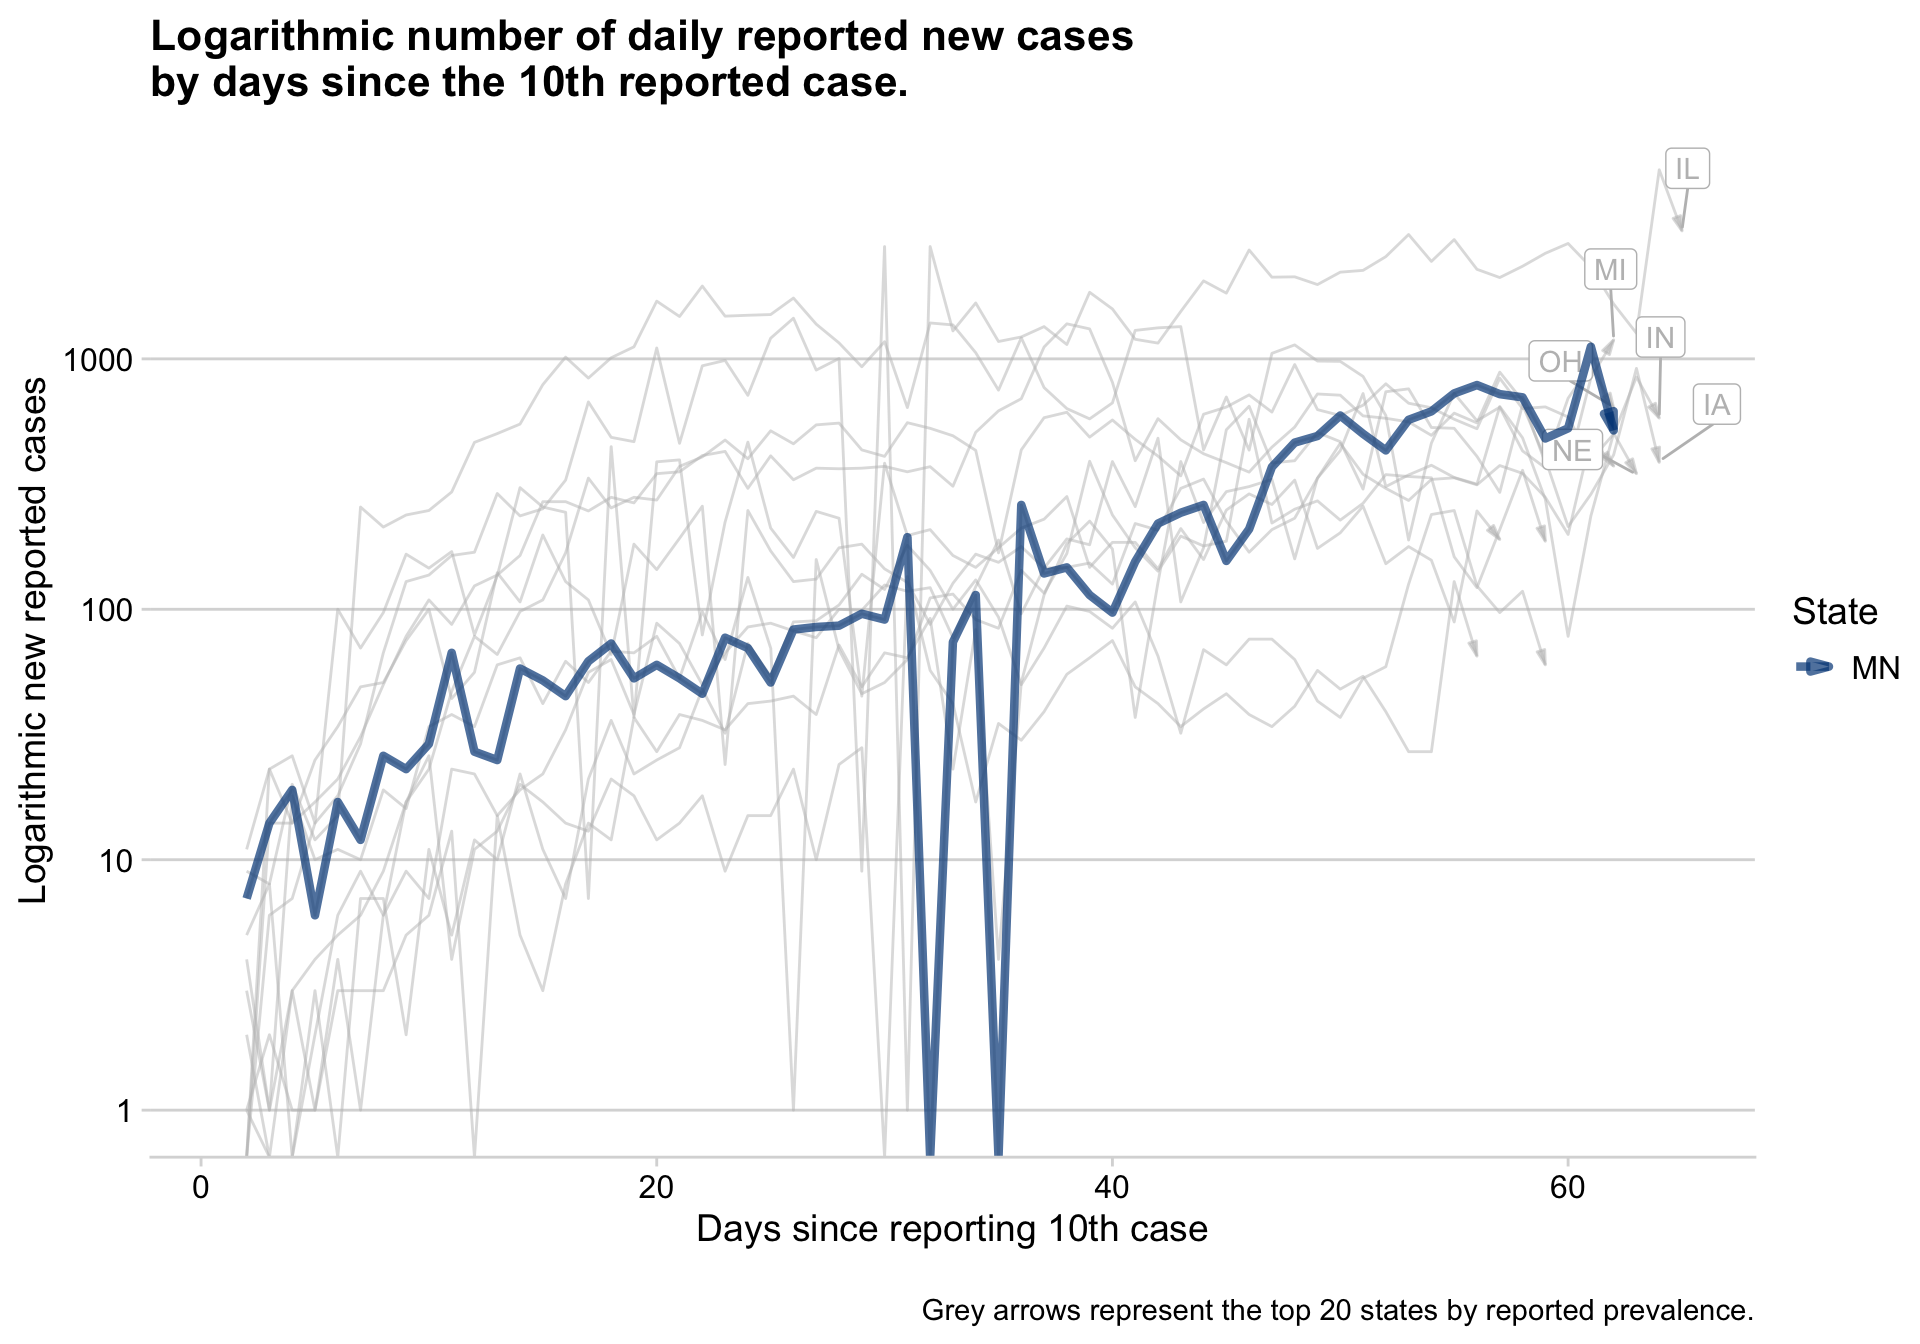 Logarithmic number of daily reported new cases
by days since the 10th reported case.
IL
MI
IN
OH
IA
NE
1000
100
10
1
Logarithmic new reported cases
0
20
40
60
Days since reporting 10th case
State
MN
Grey arrows represent the top 20 states by reported prevalence.